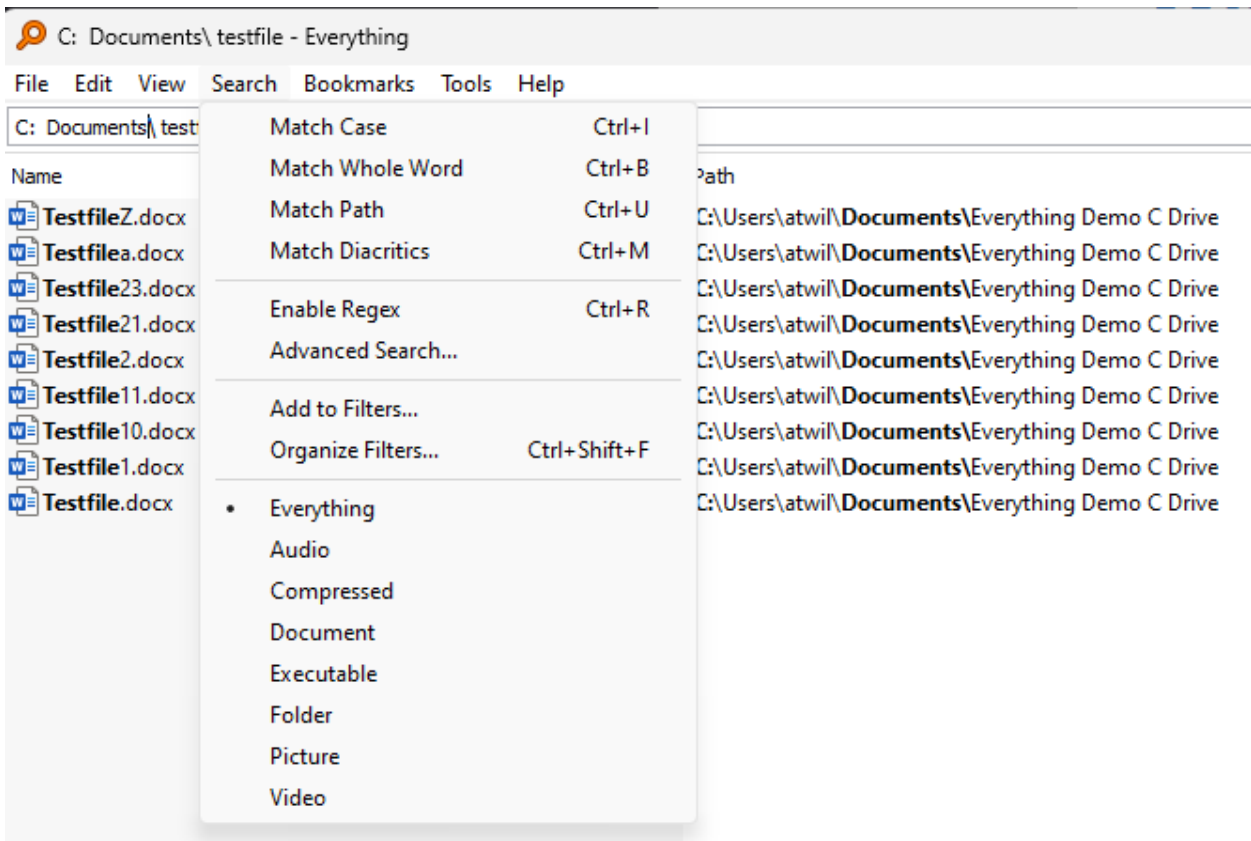 C: Documents\ testfile - Everything
File Edit View Search Bookmarks Tools Help
C: Documents\
Match Case Ctrl+I
Name
Path
Match Whole Word Ctrl+B
TestfileZ.docx Match Path Ctrl+U C:\Users\atwil\Documents\Everything Demo C Drive
Testfilea.docx Match Diacritics Ctrl+M C:\Users\atwil\Documents\Everything Demo C Drive
Testfile23.docx C:\Users\atwil\Documents\Everything Demo C Drive
Enable Regex Ctrl+R
Testfile21.docx C:\Users\atwil\Documents\Everything Demo C Drive
Testfile2.docx Advanced Search... C:\Users\atwil\Documents\Everything Demo C Drive
Testfile11.docx C:\Users\atwil\Documents\Everything Demo C Drive
Add to Filters...
Testfile10.docx C:\Users\atwil\Documents\Everything Demo C Drive
Organize Filters... Ctrl+Shift+F
Testfile1.docx C:\Users\atwil\Documents\Everything Demo C Drive
Testfile.docx • Everything C:\Users\atwil\Documents\Everything Demo C Drive
Audio
Compressed
Document
Executable
Folder
Picture
Video